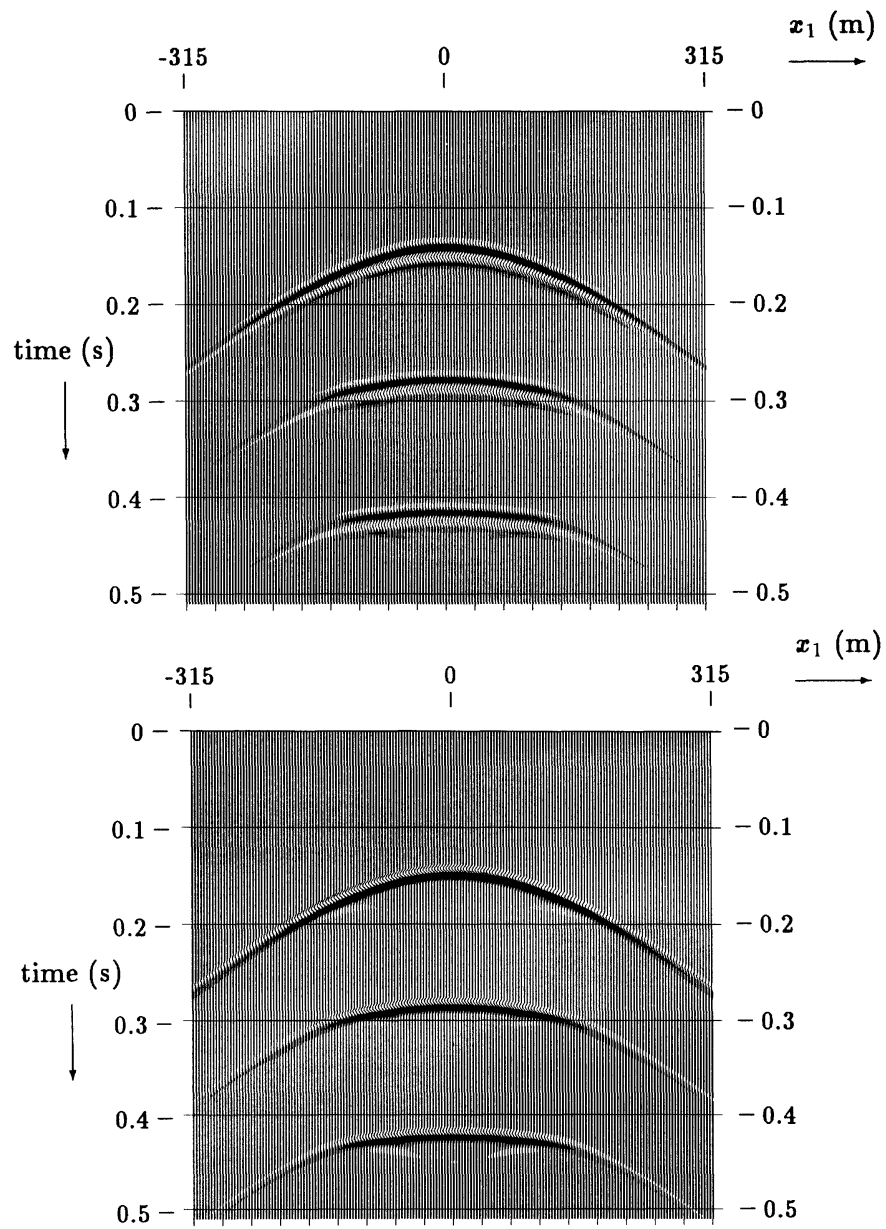 x₁ (m)
-315 0 315
0 – – 0
0.1 – – 0.1
0.2 – – 0.2
time (s)
0.3 – – 0.3
0.4 – – 0.4
0.5 – – 0.5
x₁ (m)
-315 0 315
0 – – 0
0.1 – – 0.1
0.2 – – 0.2
time (s)
0.3 – – 0.3
0.4 – – 0.4
0.5 – – 0.5